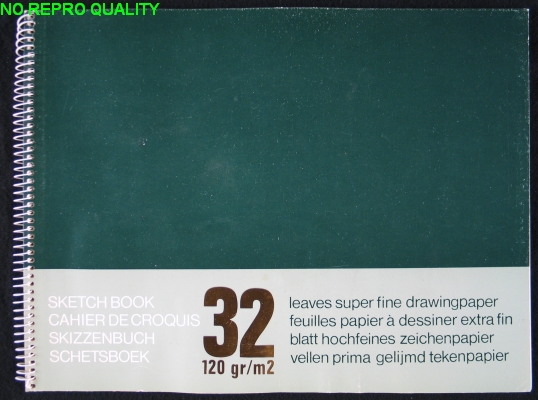 NO REPRO QUALITY
SKETCH BOOK
CAHIER DE CROQUIS
SKIZZENBUCH
SCHETSBOEK
32
120 gr/m2
leaves super fine drawingpaper
feuilles papier à dessiner extra fin
blatt hochfeines zeichenpapier
vellen prima gelijmd tekenpapier